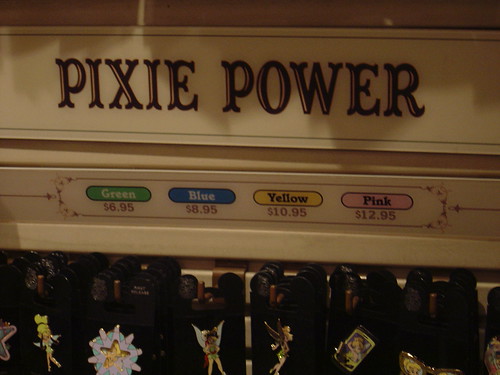 PIXIE POWER
Green Blue Yellow Pink
$6.95 $8.95 $10.95 $12.95